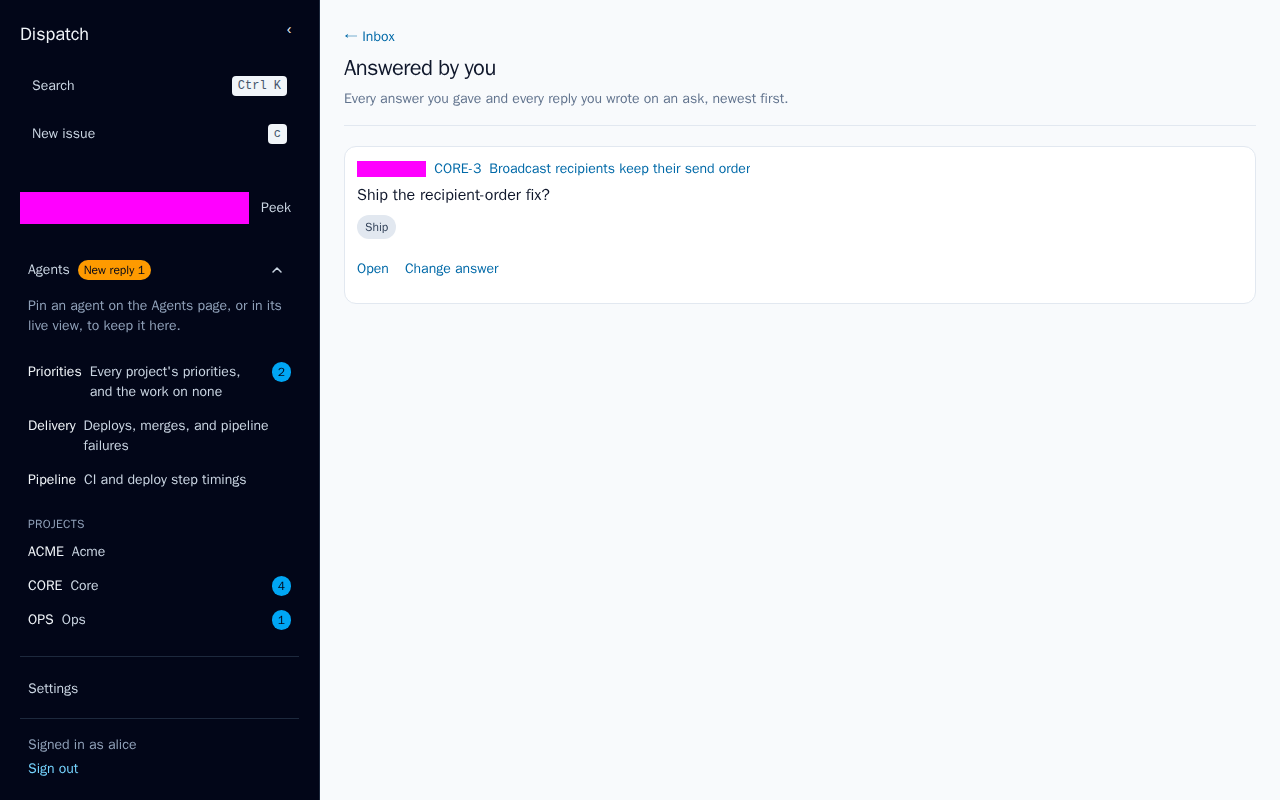 Dispatch
‹
Search
Ctrl K
New issue
c
Peek
Agents
New reply 1
Pin an agent on the Agents page, or in its
live view, to keep it here.
Priorities
Every project's priorities,
and the work on none
2
Delivery
Deploys, merges, and pipeline
failures
Pipeline
CI and deploy step timings
PROJECTS
ACME Acme
CORE Core
4
OPS Ops
1
Settings
Signed in as alice
Sign out
← Inbox
Answered by you
Every answer you gave and every reply you wrote on an ask, newest first.
CORE-3 Broadcast recipients keep their send order
Ship the recipient-order fix?
Ship
Open
Change answer